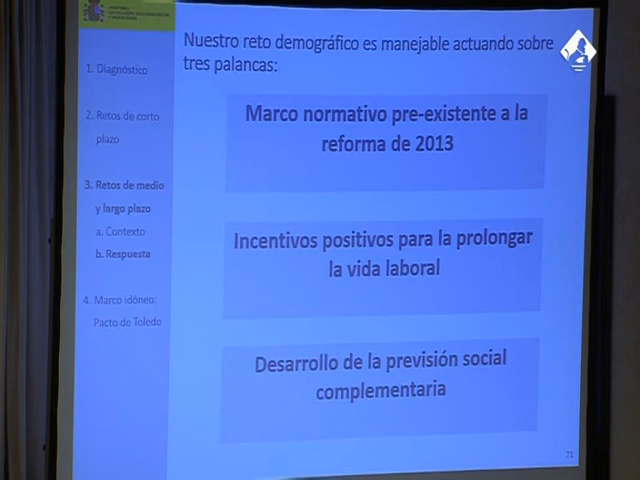 Nuestro reto demográfico es manejable actuando sobre
tres palancas:
1. Diagnóstico
2. Retos de corto
plazo
3. Retos de medio
y largo plazo
a. Contexto
b. Respuesta
4. Marco idóneo:
Pacto de Toledo
Marco normativo pre-existente a la
reforma de 2013
Incentivos positivos para la prolongar
la vida laboral
Desarrollo de la previsión social
complementaria
21